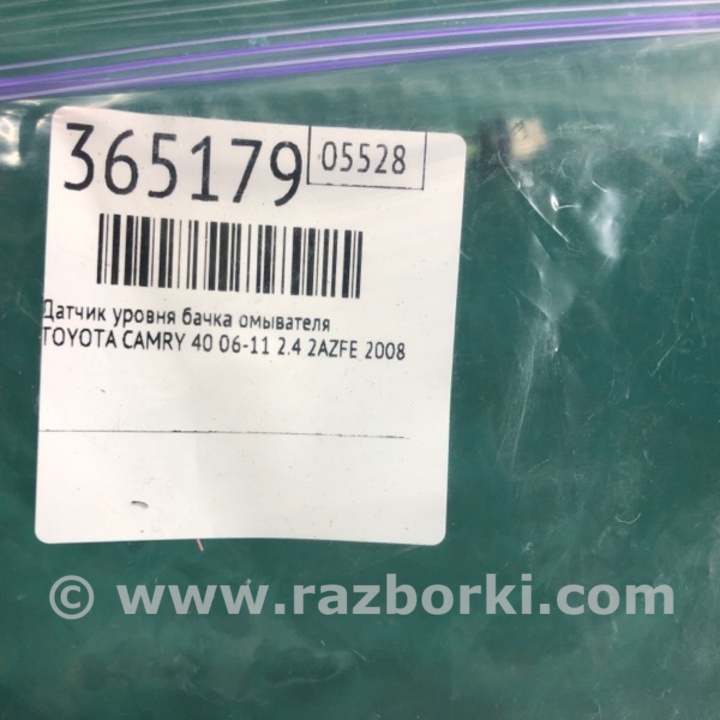 365179
05528
Датчик уровня бачка омывателя
TOYOTA CAMRY 40 06-11 2.4 2AZFE 2008
© www.razborki.com